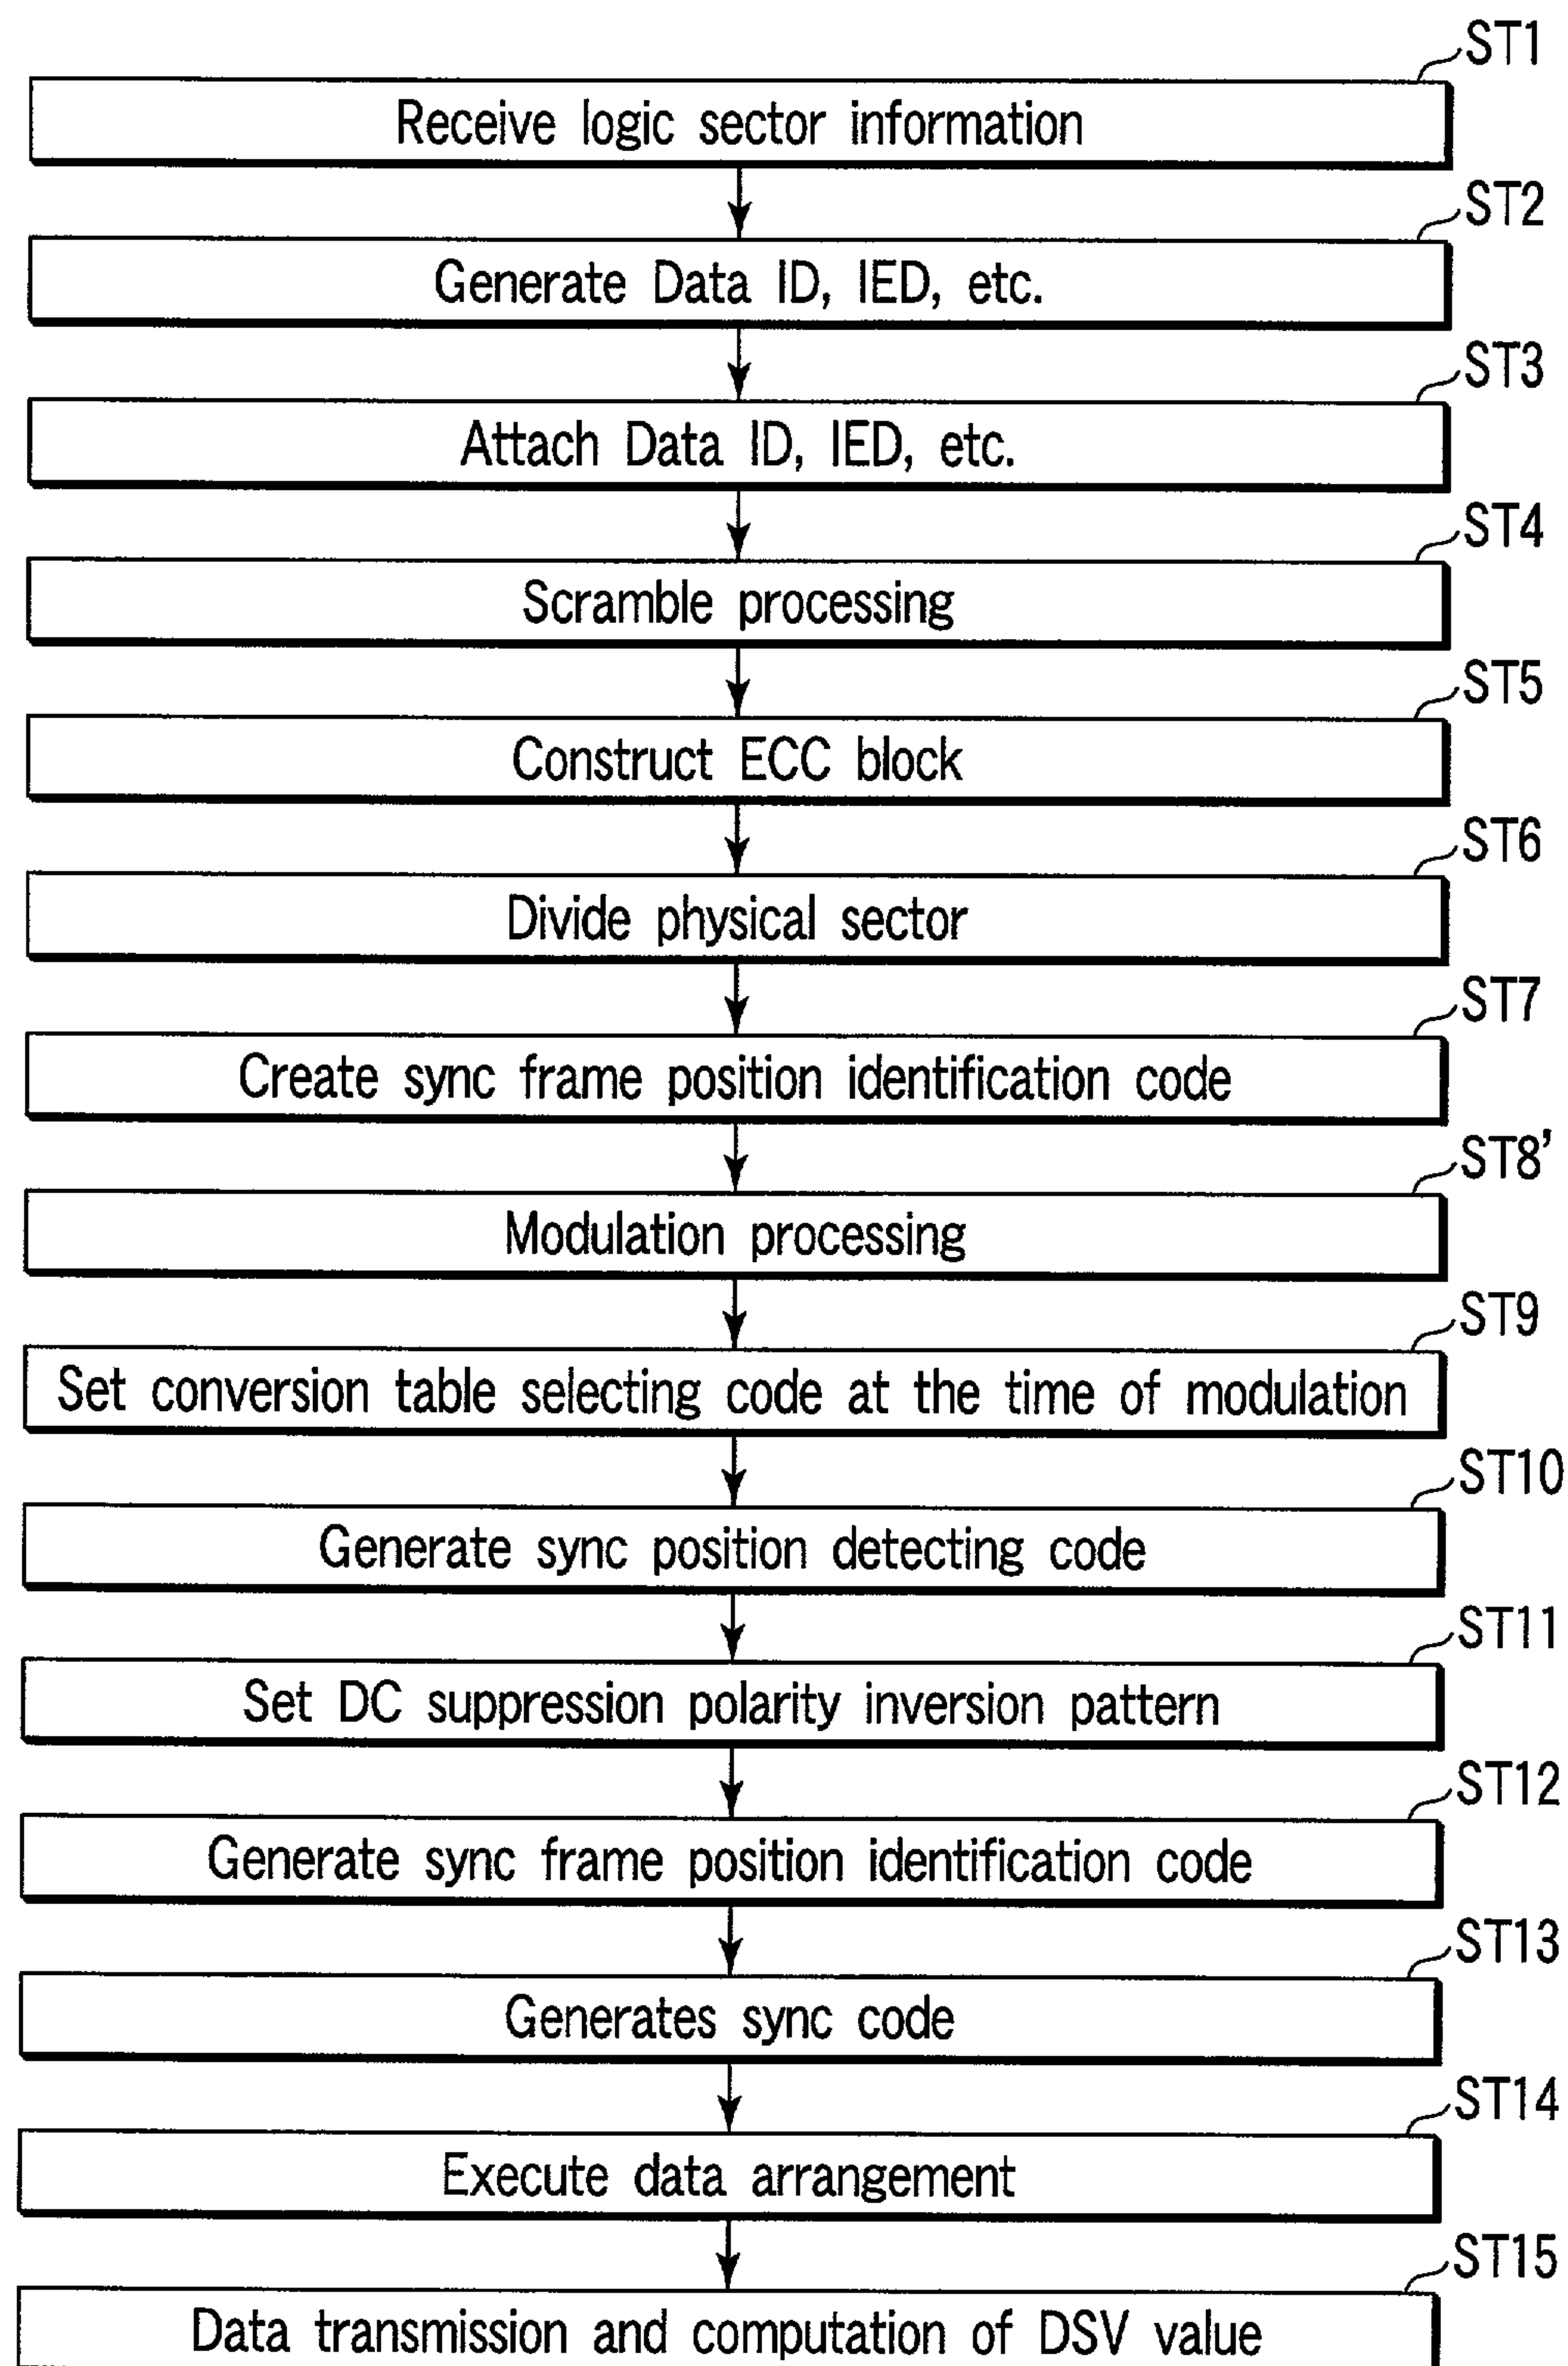 ST1
Receive logic sector information
ST2
Generate Data ID, IED, etc.
ST3
Attach Data ID, IED, etc.
ST4
Scramble processing
ST5
Construct ECC block
ST6
Divide physical sector
ST7
Create sync frame position identification code
ST8'
Modulation processing
ST9
Set conversion table selecting code at the time of modulation
ST10
Generate sync position detecting code
ST11
Set DC suppression polarity inversion pattern
ST12
Generate sync frame position identification code
ST13
Generates sync code
ST14
Execute data arrangement
ST15
Data transmission and computation of DSV value